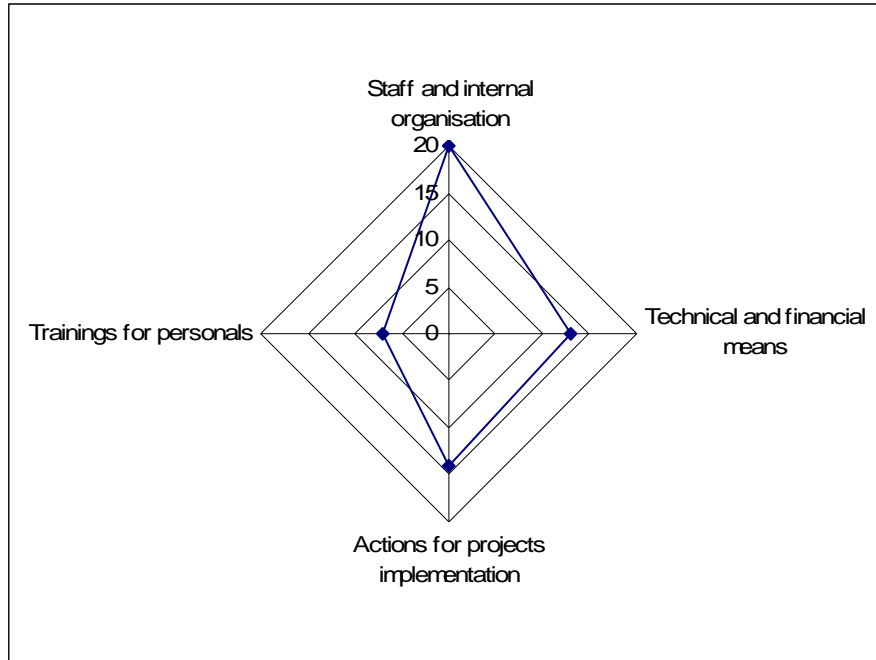 Staff and internal
organisation
20
15
10
5
0
Trainings for personals
Technical and financial
means
Actions for projects
implementation